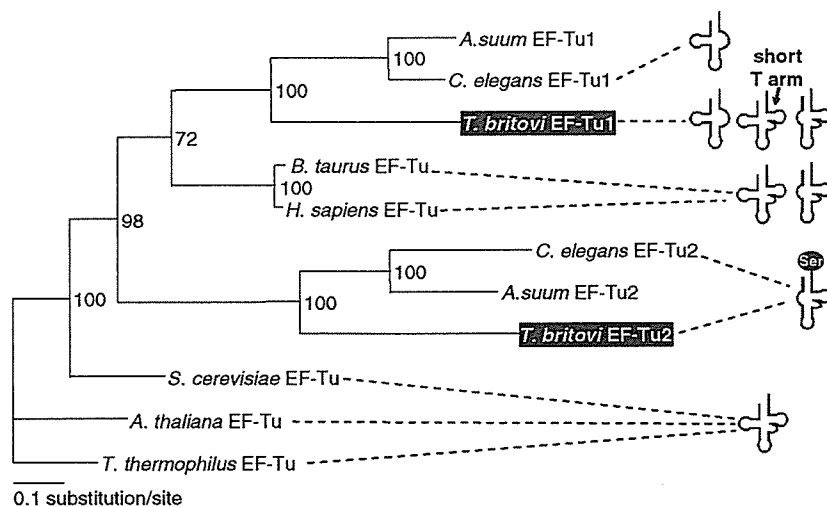 A.suum EF-Tu1
100
C. elegans EF-Tu1
short
T arm
100
T. britovi EF-Tu1
72
B. taurus EF-Tu
100
H. sapiens EF-Tu
98
C. elegans EF-Tu2
Ser
100
A.suum EF-Tu2
100
100
T. britovi EF-Tu2
S. cerevisiae EF-Tu
A. thaliana EF-Tu
T. thermophilus EF-Tu
0.1 substitution/site